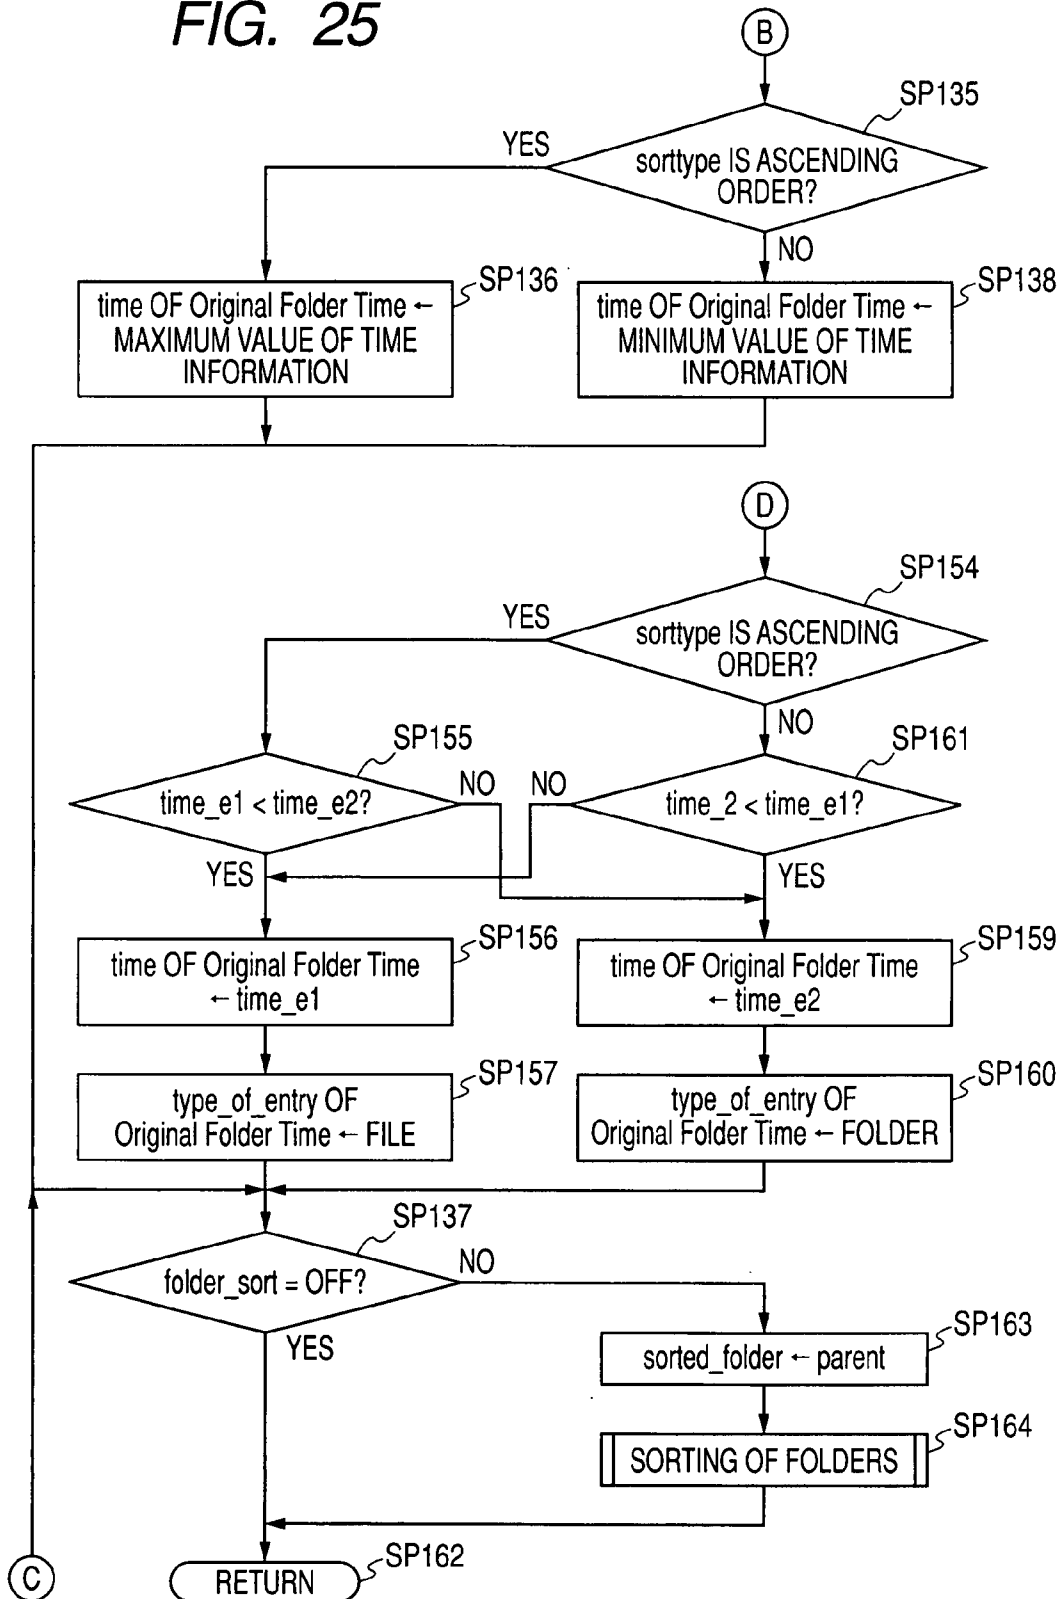 FIG. 25
B
SP135
YES
sorttype IS ASCENDING
ORDER?
NO
SP136
time OF Original Folder Time ←
MAXIMUM VALUE OF TIME
INFORMATION
SP138
time OF Original Folder Time ←
MINIMUM VALUE OF TIME
INFORMATION
D
SP154
YES
sorttype IS ASCENDING
ORDER?
NO
SP155
time_e1 < time_e2?
NO
YES
SP161
NO
time_2 < time_e1?
YES
SP156
time OF Original Folder Time
← time_e1
SP159
time OF Original Folder Time
← time_e2
SP157
type_of_entry OF
Original Folder Time ← FILE
SP160
type_of_entry OF
Original Folder Time ← FOLDER
SP137
folder_sort = OFF?
NO
YES
SP163
sorted_folder ← parent
SP164
SORTING OF FOLDERS
C
SP162
RETURN